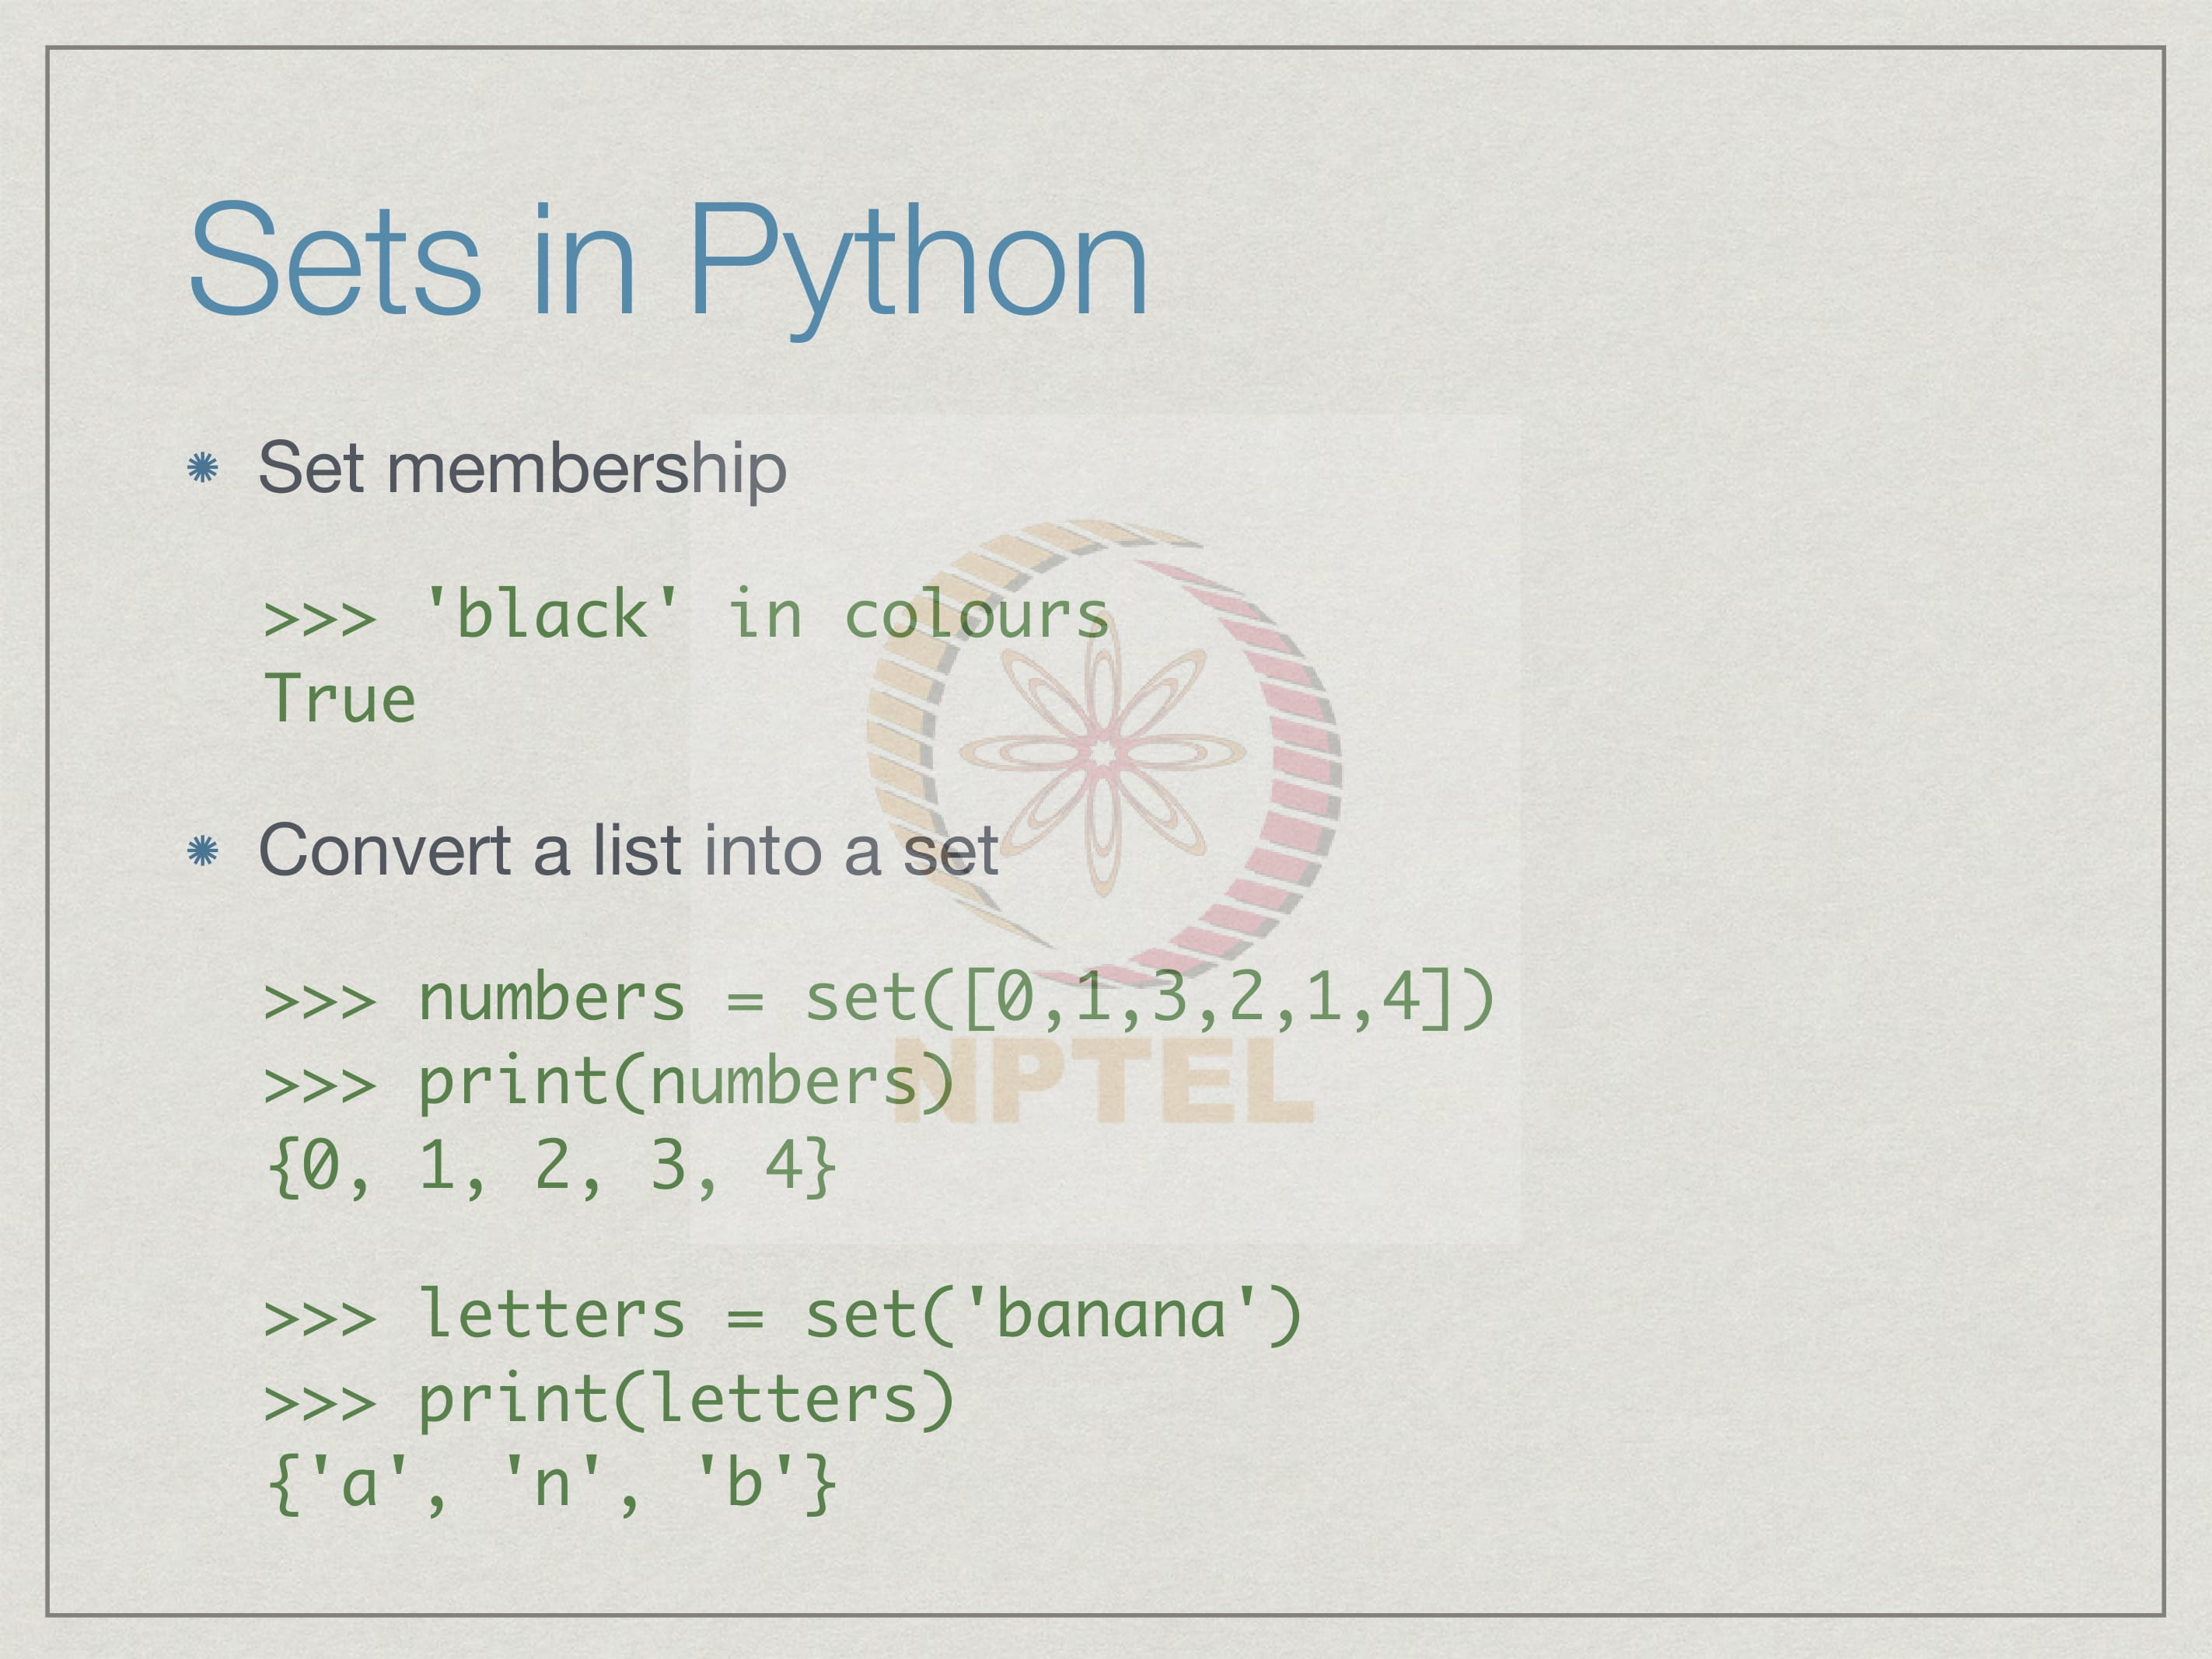 Sets in Python
Set membership
>>> 'black' in colours
True
Convert a list into a set
>>> numbers = set([0,1,3,2,1,4])
>>> print(numbers)
{0, 1, 2, 3, 4}
NPTEL
>>> letters = set('banana')
>>> print(letters)
{'a', 'n', 'b'}